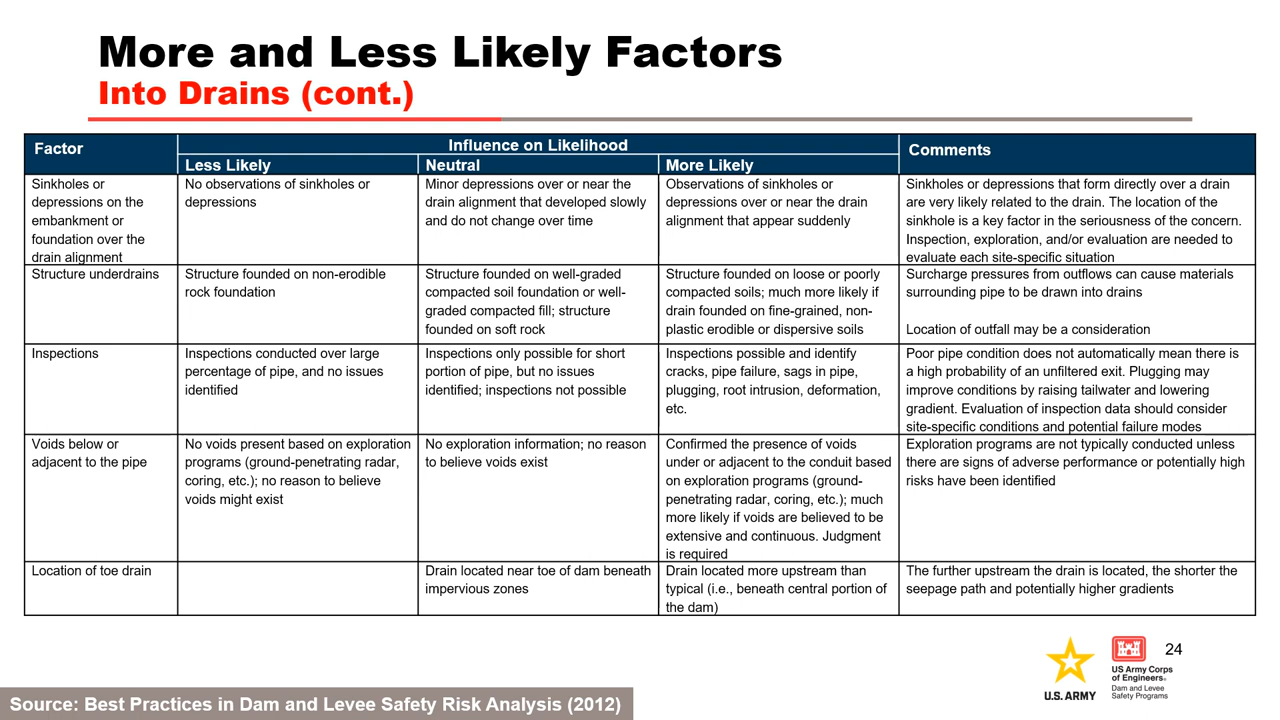 More and Less Likely Factors
Into Drains (cont.)
Factor
Influence on Likelihood
Comments
Less Likely
Neutral
More Likely
Sinkholes or
depressions on the
embankment or
foundation over the
drain alignment
No observations of sinkholes or
depressions
Minor depressions over or near the
drain alignment that developed slowly
and do not change over time
Observations of sinkholes or
depressions over or near the drain
alignment that appear suddenly
Sinkholes or depressions that form directly over a drain
are very likely related to the drain. The location of the
sinkhole is a key factor in the seriousness of the concern.
Inspection, exploration, and/or evaluation are needed to
evaluate each site-specific situation
Structure underdrains
Structure founded on non-erodible
rock foundation
Structure founded on well-graded
compacted soil foundation or well-
graded compacted fill; structure
founded on soft rock
Structure founded on loose or poorly
compacted soils; much more likely if
drain founded on fine-grained, non-
plastic erodible or dispersive soils
Surcharge pressures from outflows can cause materials
surrounding pipe to be drawn into drains
Location of outfall may be a consideration
Inspections
Inspections conducted over large
percentage of pipe, and no issues
identified
Inspections only possible for short
portion of pipe, but no issues
identified; inspections not possible
Inspections possible and identify
cracks, pipe failure, sags in pipe,
plugging, root intrusion, deformation,
etc.
Poor pipe condition does not automatically mean there is
a high probability of an unfiltered exit. Plugging may
improve conditions by raising tailwater and lowering
gradient. Evaluation of inspection data should consider
site-specific conditions and potential failure modes
Voids below or
adjacent to the pipe
No voids present based on exploration
programs (ground-penetrating radar,
coring, etc.); no reason to believe
voids might exist
No exploration information; no reason
to believe voids exist
Confirmed the presence of voids
under or adjacent to the conduit based
on exploration programs (ground-
penetrating radar, coring, etc.); much
more likely if voids are believed to be
extensive and continuous. Judgment
is required
Exploration programs are not typically conducted unless
there are signs of adverse performance or potentially high
risks have been identified
Location of toe drain
Drain located near toe of dam beneath
impervious zones
Drain located more upstream than
typical (i.e., beneath central portion of
the dam)
The further upstream the drain is located, the shorter the
seepage path and potentially higher gradients
24
U.S. ARMY
US Army Corps
of Engineers®
Dam and Levee
Safety Programs
Source: Best Practices in Dam and Levee Safety Risk Analysis (2012)